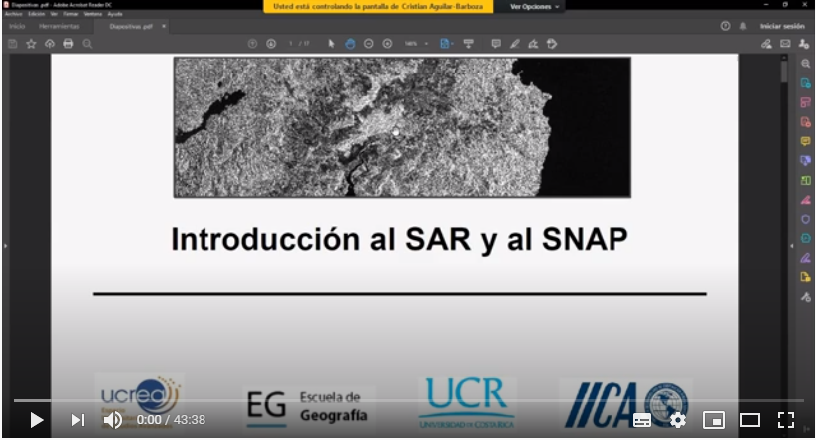 Diapositivas .pdf - Adobe Acrobat Reader DC
Archivo Edición Ver Firmar Ventana Ayuda
Usted está controlando la pantalla de Cristian Aguilar-Barboza
Ver Opciones
Inicio
Herramientas
Diapositivas .pdf
Iniciar sesión
Introducción al SAR y al SNAP
ucrea
EG
Escuela de
Geografía
UCR
UNIVERSIDAD DE COSTA RICA
IICA
0:00 / 43:38